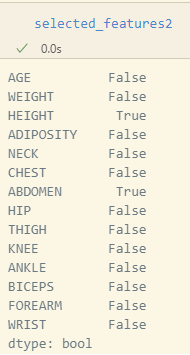 selected_features2
✓ 0.0s
AGE False
WEIGHT False
HEIGHT True
ADIPOSITY False
NECK False
CHEST False
ABDOMEN True
HIP False
THIGH False
KNEE False
ANKLE False
BICEPS False
FOREARM False
WRIST False
dtype: bool